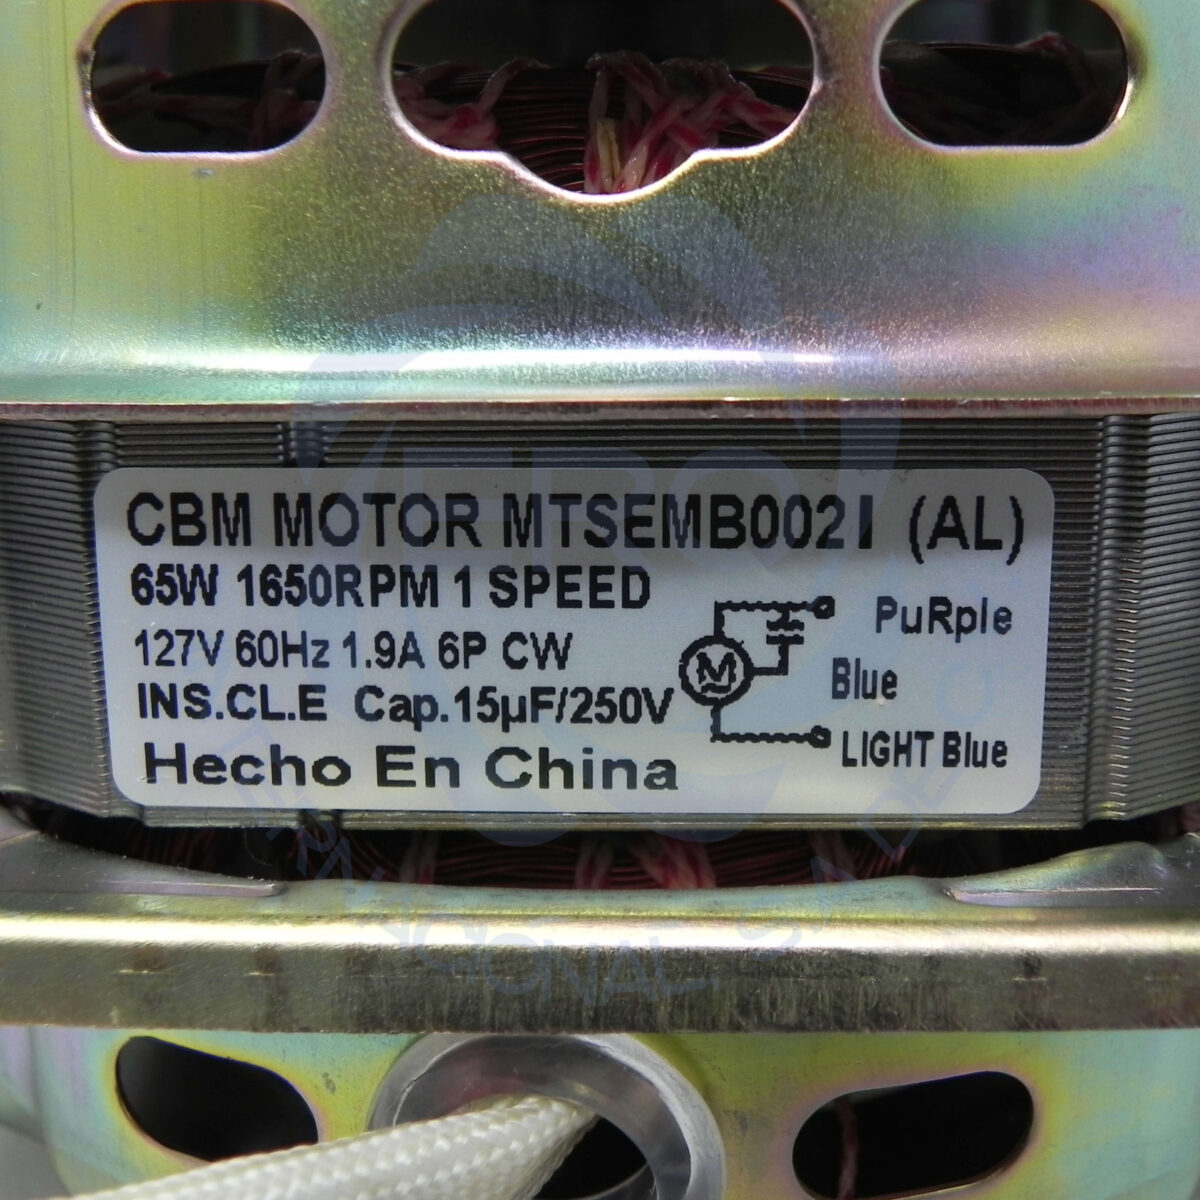 CBM MOTOR MTSEMB002I (AL)
65W 1650RPM 1 SPEED
127V 60Hz 1.9A 6P CW
INS.CL.E Cap.15µF/250V
Hecho En China
M
PuRple
Blue
LIGHT Blue